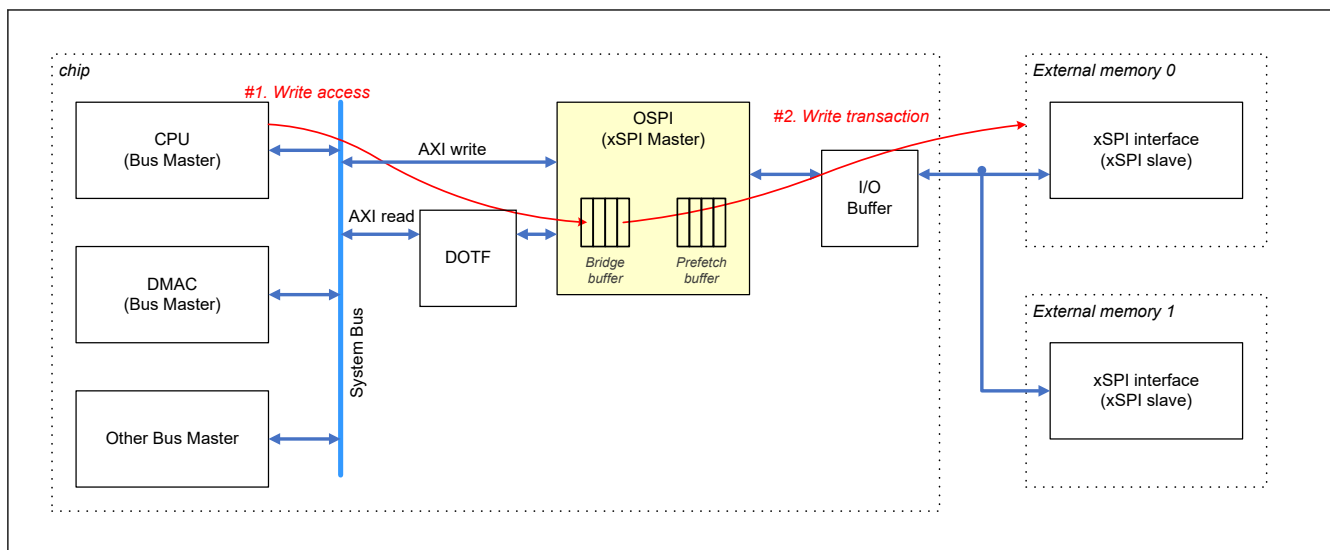 chip
#1. Write access
CPU
(Bus Master)
DMAC
(Bus Master)
Other Bus Master
System Bus
AXI write
AXI read
DOTF
OSPI
(xSPI Master)
Bridge
buffer
Prefetch
buffer
#2. Write transaction
I/O
Buffer
External memory 0
xSPI interface
(xSPI slave)
External memory 1
xSPI interface
(xSPI slave)